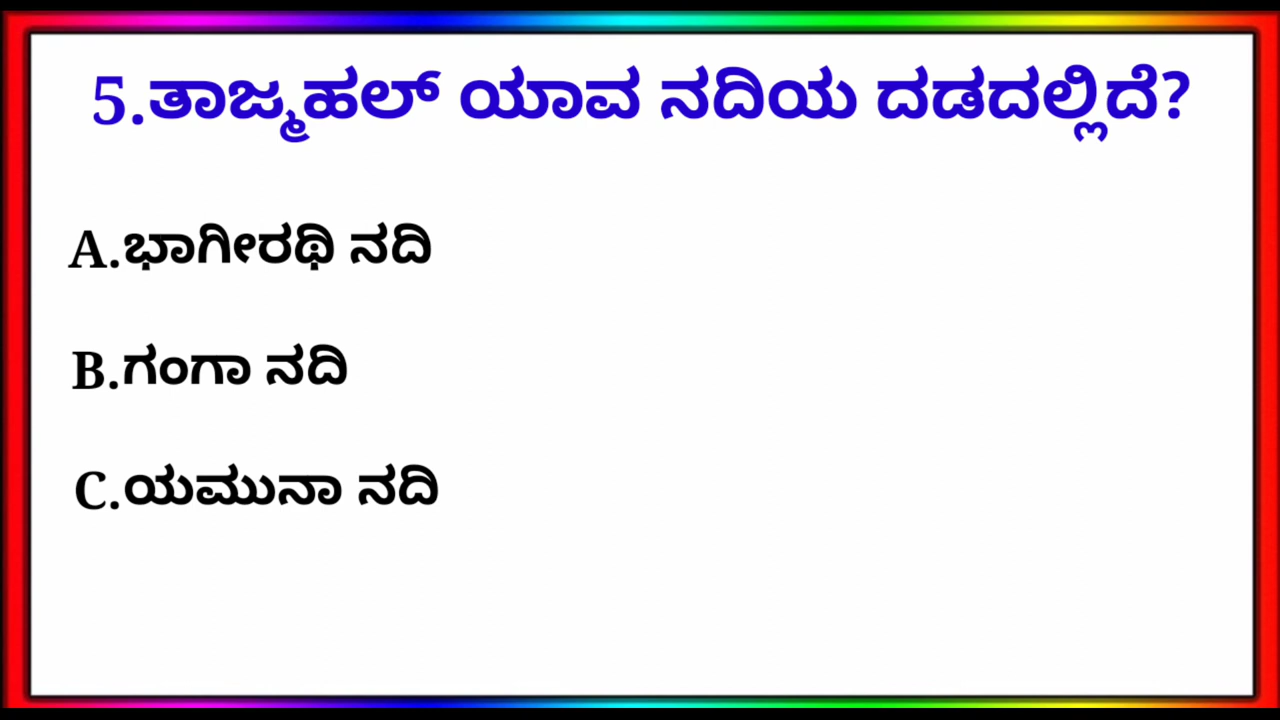 5.ತಾಜ್ಮಹಲ್ ಯಾವ ನದಿಯ ದಡದಲ್ಲಿದೆ?
A.ಭಾಗೀರಥಿ ನದಿ
B.ಗಂಗಾ ನದಿ
C.ಯಮುನಾ ನದಿ